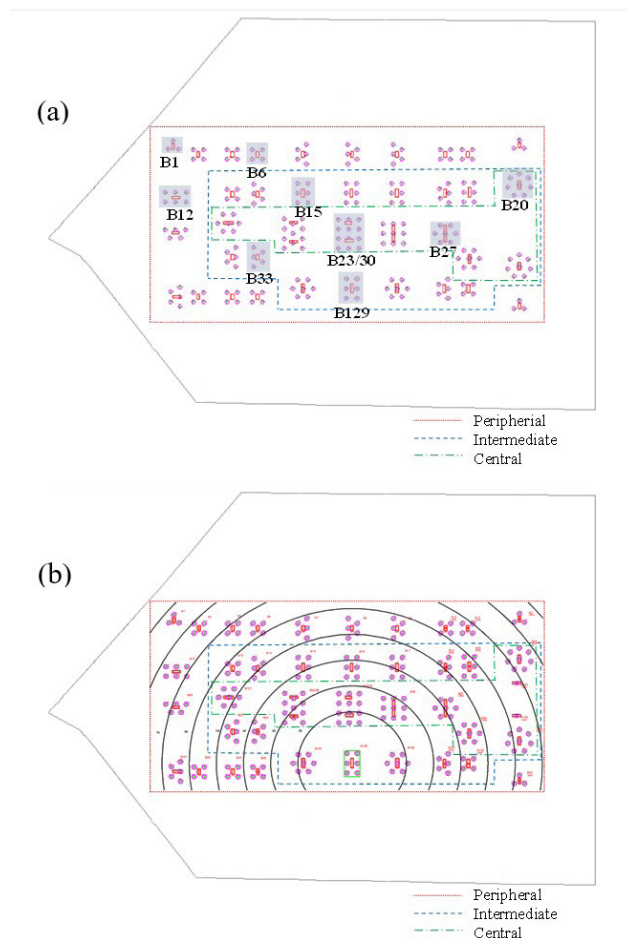 (a)
B1
B6
B12
B15
B20
B23/30
B27
B33
B129
Peripherial
Intermediate
Central
(b)
Peripheral
Intermediate
Central